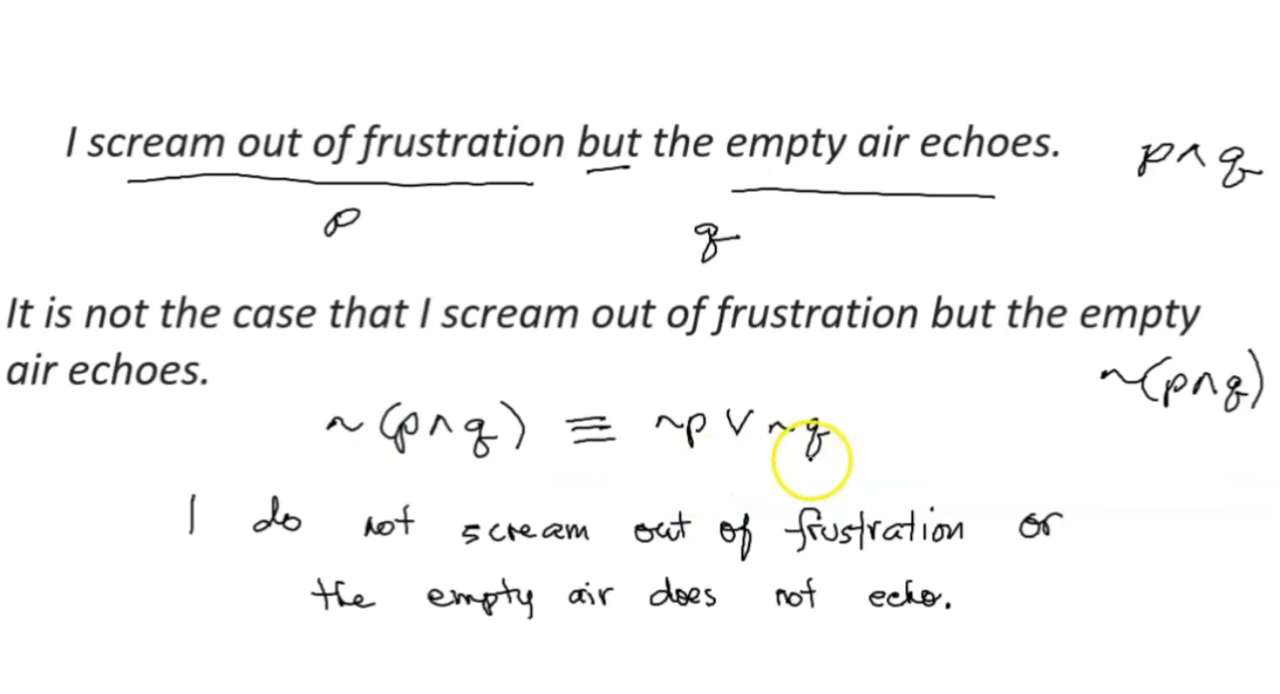 I scream out of frustration but the empty air echoes. p∧q
p q
It is not the case that I scream out of frustration but the empty
air echoes. ~(p∧q)
~(p∧q) ≡ ~p ∨ ~q
I do not scream out of frustration or
the empty air does not echo.